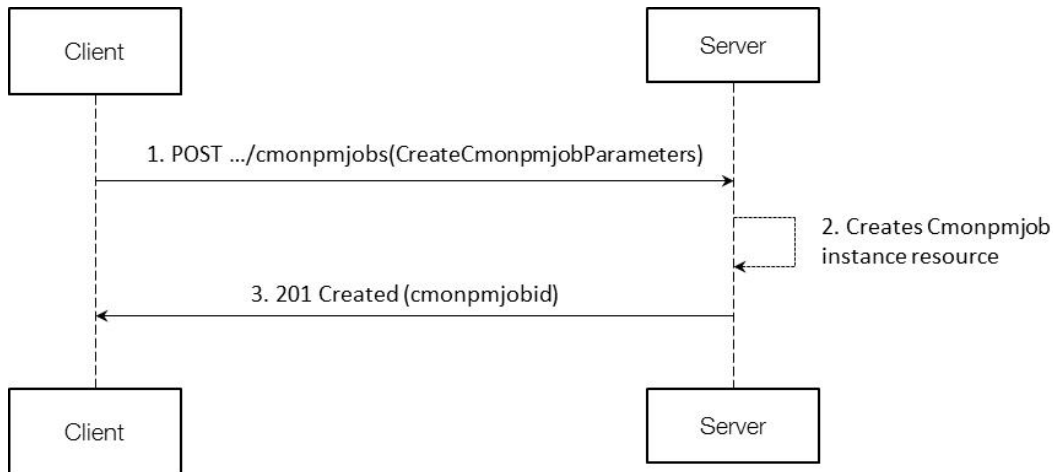 Client
Server
1. POST .../cmonpmjobs(CreateCmonpmjobParameters)
2. Creates Cmonpmjob
instance resource
3. 201 Created (cmonpmjobid)
Client
Server